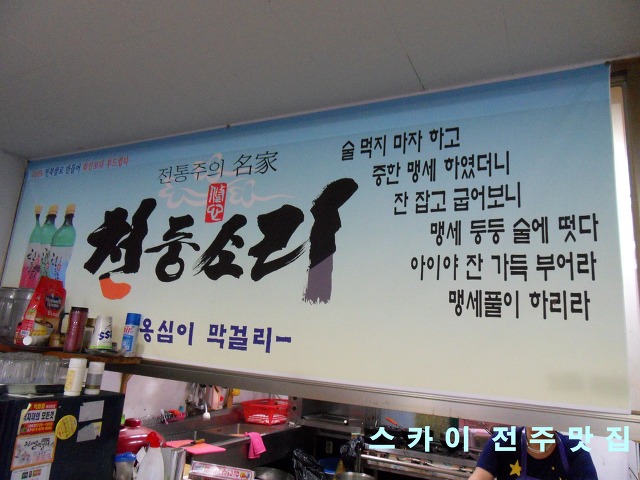 전통주의 名家
천둥소리
옹심이 막걸리
술 먹지 마자 하고
중한 맹세 하였더니
잔 잡고 굽어보니
맹세 둥둥 술에 떳다
아이야 잔 가득 부어라
맹세풀이 하리라
스카이 전주맛집